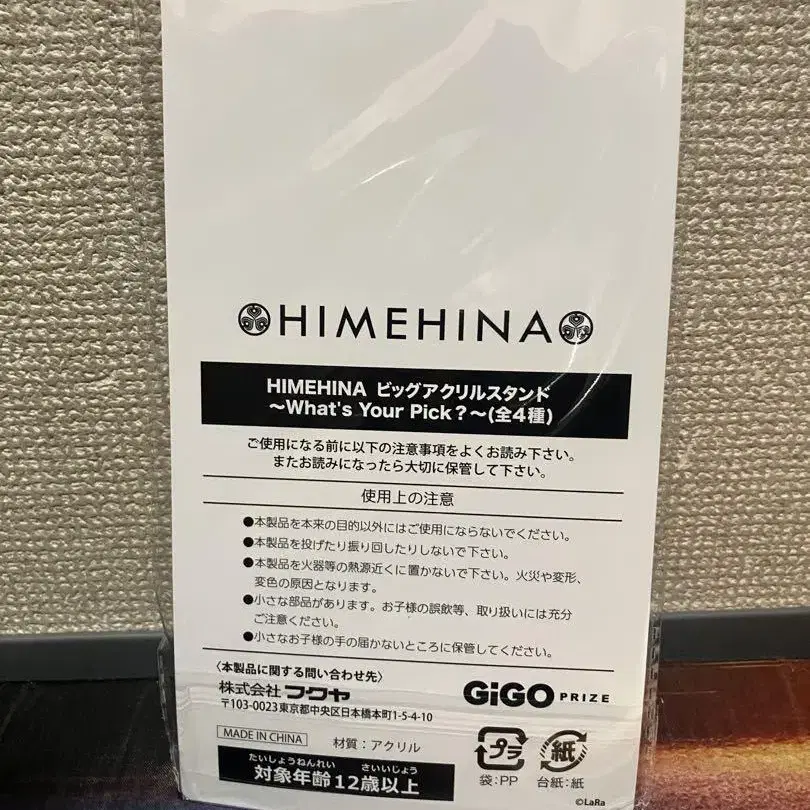 HIMEHINA
HIMEHINA ビッグアクリルスタンド
～What's Your Pick？～(全4種)
ご使用になる前に以下の注意事項をよくお読み下さい。
またお読みになったら大切に保管して下さい。
使用上の注意
●本製品を本来の目的以外にはご使用にならないでください。
●本製品を投げたり振り回したりしないで下さい。
●本製品を火器等の熱源近くに置かないで下さい。火災や変形、
変色の原因となります。
●小さな部品があります。お子様の誤飲等、取り扱いには充分
ご注意ください。
●小さなお子様の手の届かないところに保管してください。
〈本製品に関する問い合わせ先〉
株式会社フクヤ
〒103-0023東京都中央区日本橋本町1-5-4-10
GiGO PRIZE
MADE IN CHINA
材質：アクリル
たいしょうねんれい さいいじょう
対象年齢12歳以上
プラ
袋:PP
紙
台紙:紙
©LaRa